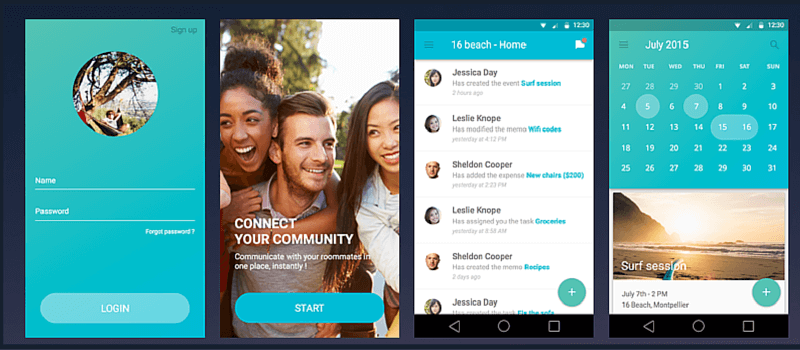 Sign up
Name
Password
Forgot password ?
LOGIN
CONNECT
YOUR COMMUNITY
Communicate with your roommates in
one place, instantly !
START
12:30
16 beach - Home
Jessica Day
Has created the event Surf session
2 hours ago
Leslie Knope
Has modified the memo Wifi codes
yesterday at 4:12 PM
Sheldon Cooper
Has added the expense New chairs ($200)
yesterday at 2:23 PM
Leslie Knope
Has assigned you the task Groceries
yesterday at 8:58 AM
Sheldon Cooper
Has created the memo Recipes
2 days ago
Jessica Day
Has created the task Fix the sofa
12:30
July 2015
MON TUE WED THU FRI SAT SUN
27 28 29 30 1 2 3
4 5 6 7 8 9 10
11 12 13 14 15 16 17
18 19 20 21 22 23 24
25 26 27 28 29 30 31
Surf session
July 7th - 2 PM
16 Beach, Montpellier